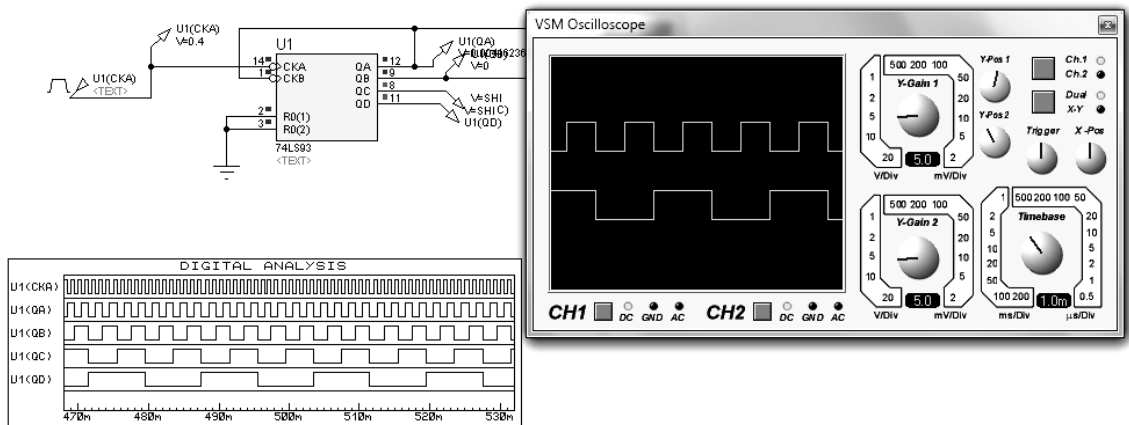 U1(CKA)
V=0.4
U1
U1(QA)
V=0
14
CKA
QA
12
1
CKB
QB
9
QC
8
QD
11
V=SHI
V=SHI C)
U1(QD)
U1(CKA)
<TEXT>
2
R0(1)
3
R0(2)
74LS93
<TEXT>
DIGITAL ANALYSIS
U1(CKA)
U1(QA)
U1(QB)
U1(QC)
U1(QD)
470m 480m 490m 500m 510m 520m 530m
VSM Oscilloscope
500 200 100
1
50
Y-Gain 1
2
20
5
10
10
5
20
5.0
2
V/Div
mV/Div
Y-Pos 1
Ch.1
Ch.2
Dual
X-Y
Y-Pos 2
Trigger
X -Pos
500 200 100
1
50
Y-Gain 2
2
20
5
10
10
5
20
5.0
2
V/Div
mV/Div
1
500 200 100 50
2
Timebase
20
5
10
10
5
20
2
50
1
100 200
1.0m
0.5
ms/Div
µs/Div
CH1
DC GND AC
CH2
DC GND AC